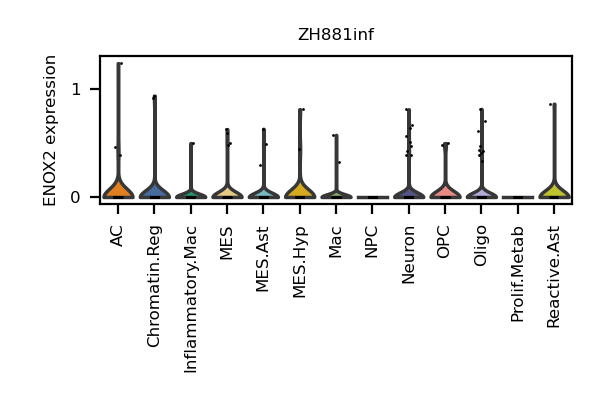 ZH881inf
ENOX2 expression
1
0
AC
Chromatin.Reg
Inflammatory.Mac
MES
MES.Ast
MES.Hyp
Mac
NPC
Neuron
OPC
Oligo
Prolif.Metab
Reactive.Ast